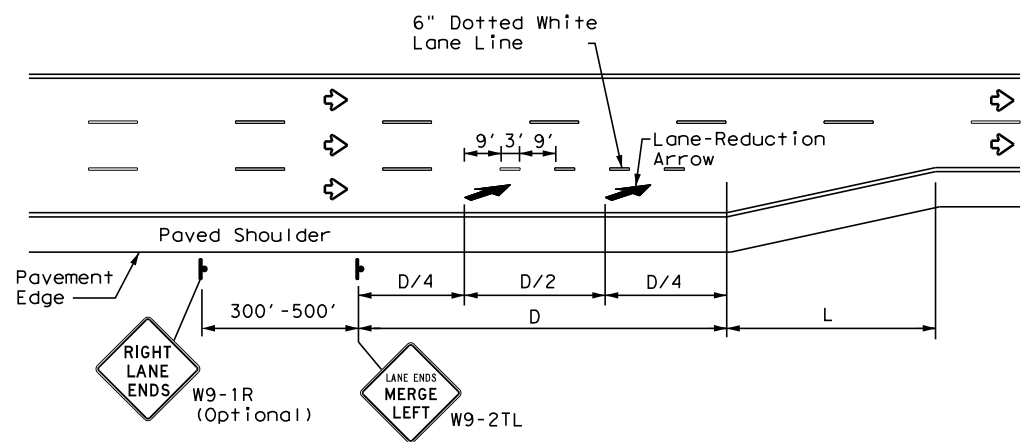 6" Dotted White
Lane Line
9' 3' 9'
Lane-Reduction
Arrow
Paved Shoulder
Pavement
Edge
D/4 D/2 D/4
300'-500' D L
RIGHT
LANE
ENDS
W9-1R
(Optional)
LANE ENDS
MERGE
LEFT
W9-2TL